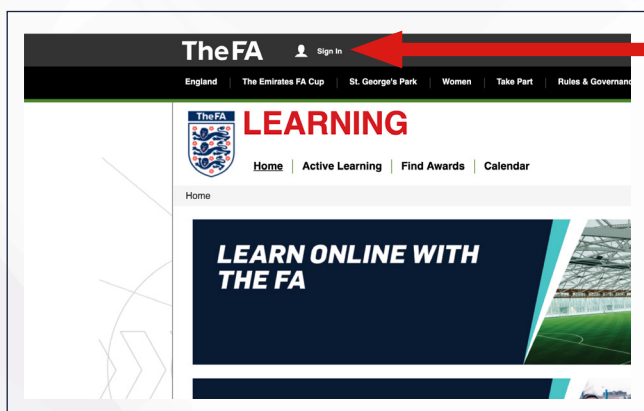 TheFA Sign In
England The Emirates FA Cup St. George's Park Women Take Part Rules & Governanc
TheFA
LEARNING
Home Active Learning Find Awards Calendar
Home
LEARN ONLINE WITH
THE FA